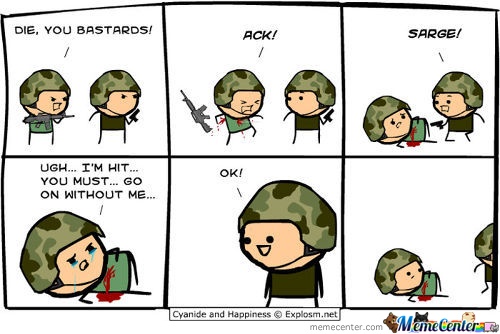 DIE, YOU BASTARDS!
ACK!
SARGE!
UGH... I'M HIT...
YOU MUST... GO
ON WITHOUT ME...
OK!
Cyanide and Happiness © Explosm.net
memecenter.com
MemeCenter